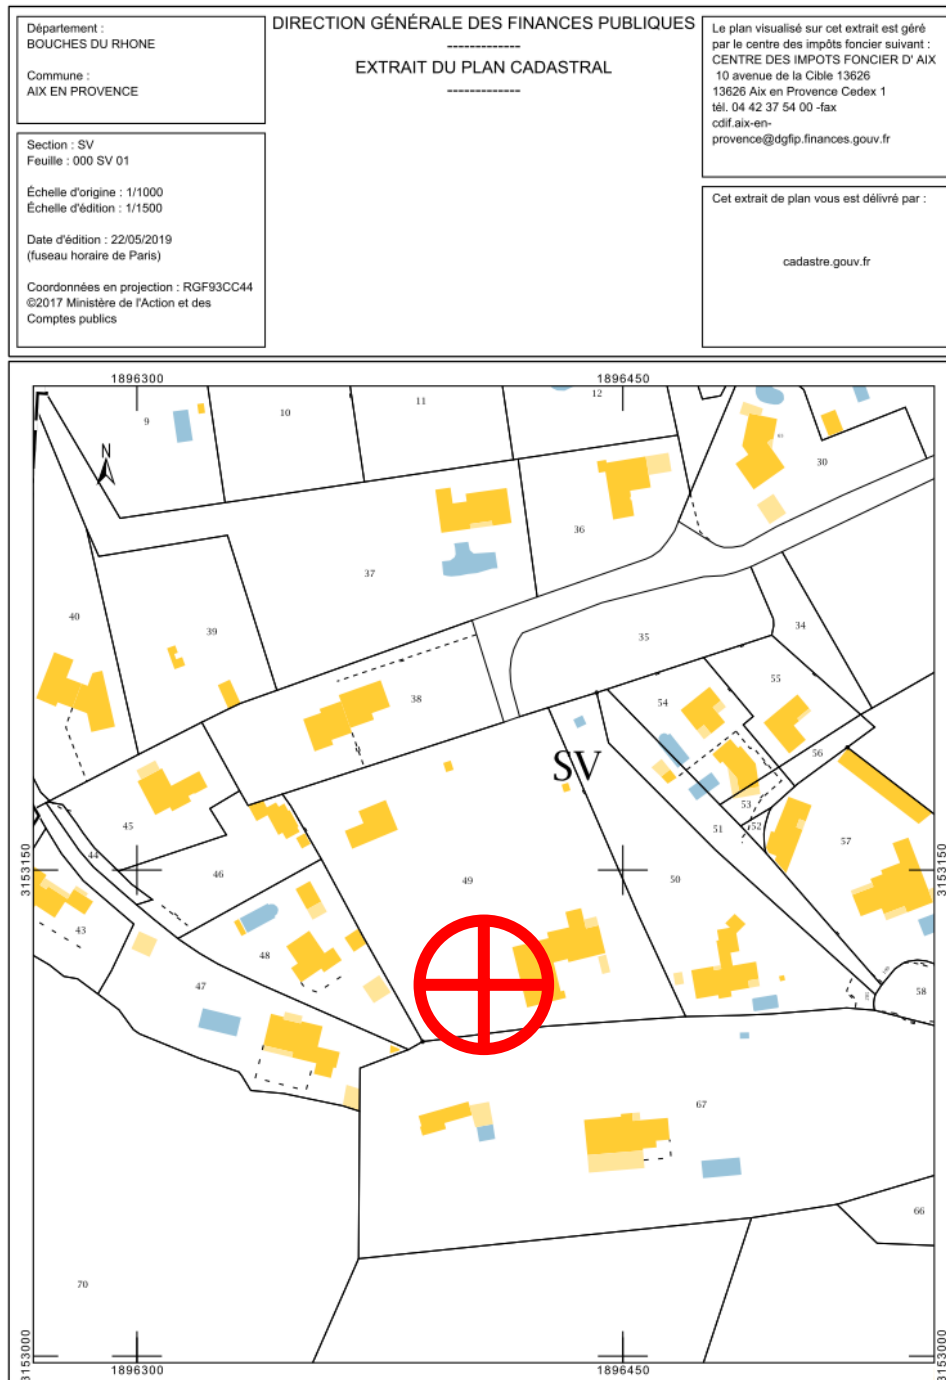 Département :
BOUCHES DU RHONE
Commune :
AIX EN PROVENCE
Section : SV
Feuille : 000 SV 01
Échelle d'origine : 1/1000
Échelle d'édition : 1/1500
Date d'édition : 22/05/2019
(fuseau horaire de Paris)
Coordonnées en projection : RGF93CC44
©2017 Ministère de l'Action et des
Comptes publics
DIRECTION GÉNÉRALE DES FINANCES PUBLIQUES
-------------
EXTRAIT DU PLAN CADASTRAL
-------------
Le plan visualisé sur cet extrait est géré
par le centre des impôts foncier suivant :
CENTRE DES IMPOTS FONCIER D' AIX
10 avenue de la Cible 13626
13626 Aix en Provence Cedex 1
tél. 04 42 37 54 00 -fax
cdif.aix-en-
provence@dgfip.finances.gouv.fr
Cet extrait de plan vous est délivré par :
cadastre.gouv.fr
1896300
1896450
9
10
11
12
N
30
36
37
40
39
35
34
38
55
54
SV
56
53
52
51
45
57
44
3153150
3153150
46
49
50
43
48
47
58
67
66
70
3153000
3153000
1896300
1896450